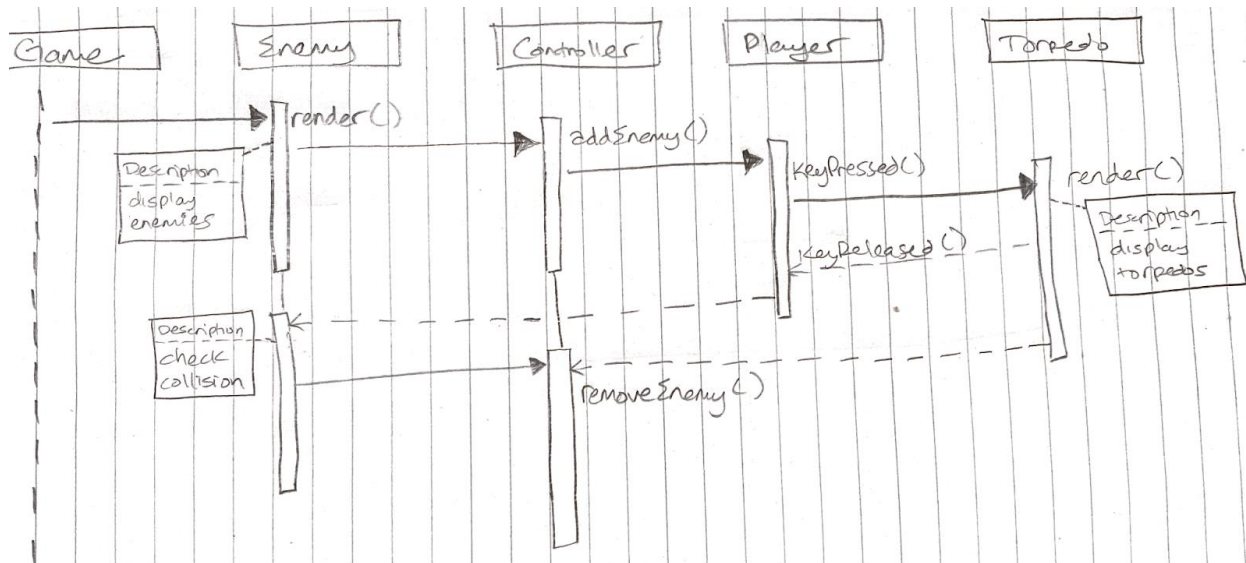 Game
Enemy
Controller
Player
Torpedo
render()
addEnemy()
KeyPressed()
render()
Description
display
enemies
Description
display
torpedos
KeyReleased()
Description
check
collision
removeEnemy()